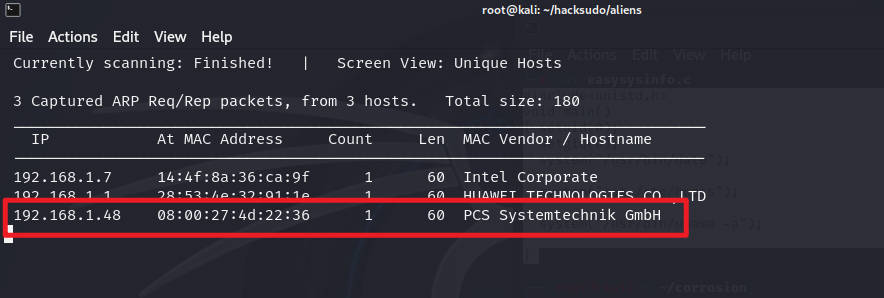 root@kali: ~/hacksudo/aliens
File Actions Edit View Help
Currently scanning: Finished! | Screen View: Unique Hosts
3 Captured ARP Req/Rep packets, from 3 hosts. Total size: 180
IP At MAC Address Count Len MAC Vendor / Hostname
192.168.1.7 14:4f:8a:36:ca:9f 1 60 Intel Corporate
192.168.1.1 28:53:4e:32:91:1e 1 60 HUAWEI TECHNOLOGIES CO.,LTD
192.168.1.48 08:00:27:4d:22:36 1 60 PCS Systemtechnik GmbH
File Actions Edit View Help
easysysinfo.c
void main()
~/corrosion